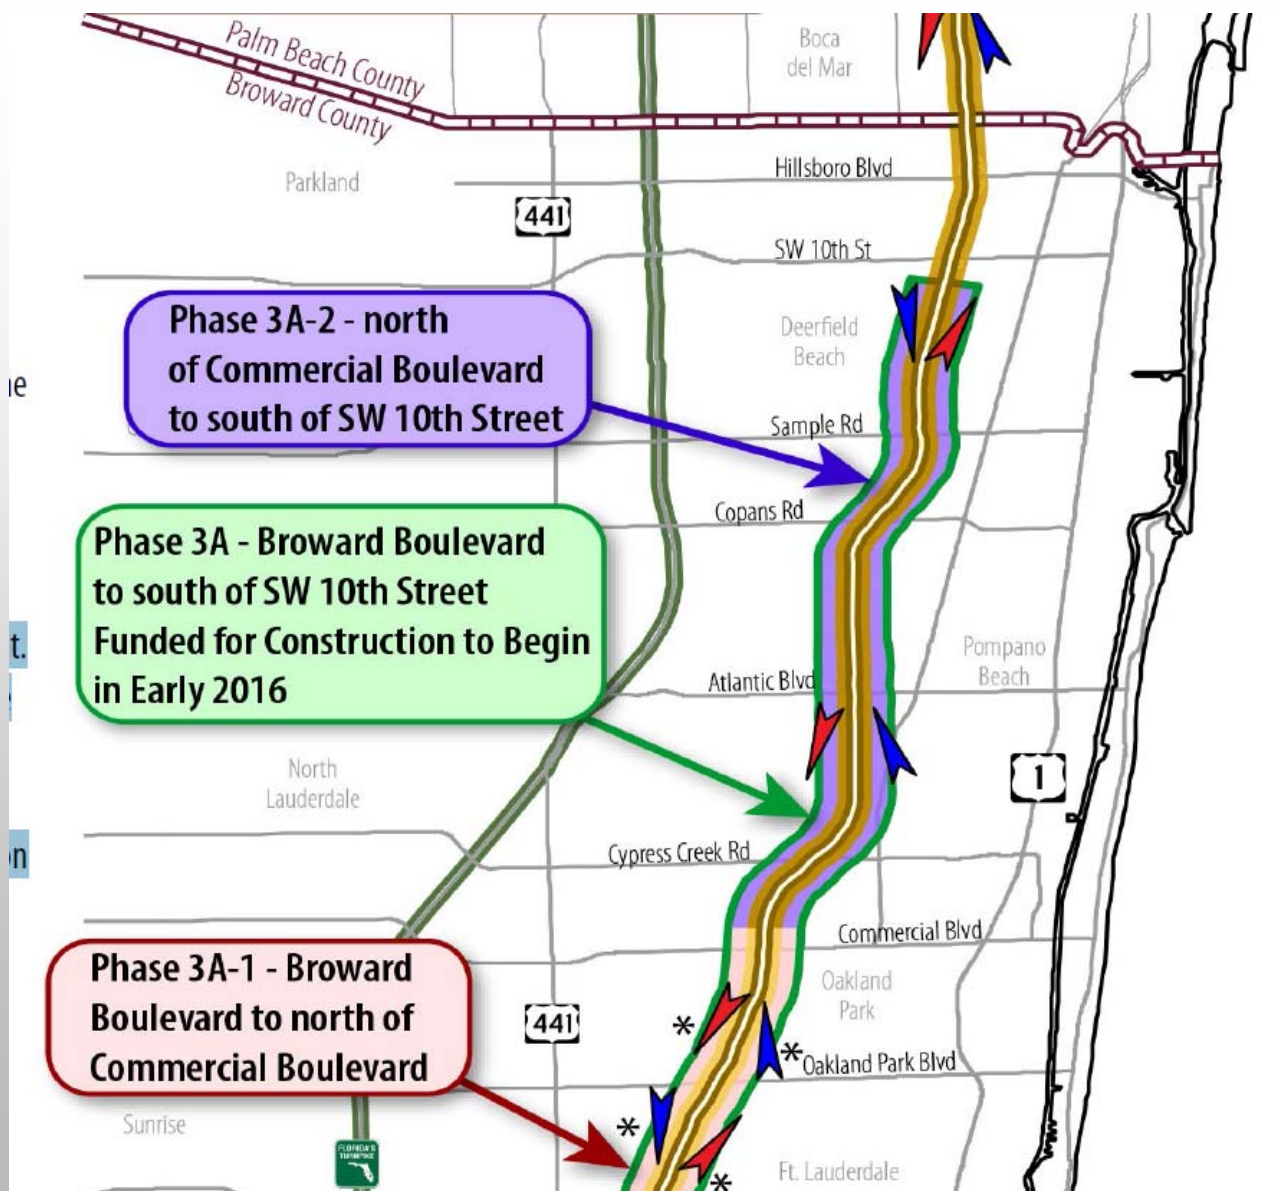 Palm Beach County
Broward County
Boca
del Mar
Parkland
Hillsboro Blvd
441
SW 10th St
Phase 3A-2 - north
of Commercial Boulevard
to south of SW 10th Street
Deerfield
Beach
Sample Rd
Copans Rd
Phase 3A - Broward Boulevard
to south of SW 10th Street
Funded for Construction to Begin
in Early 2016
t.
Pompano
Beach
Atlantic Blvd
North
Lauderdale
1
Cypress Creek Rd
Commercial Blvd
Phase 3A-1 - Broward
Boulevard to north of
Commercial Boulevard
Oakland
Park
441
*
*Oakland Park Blvd
Sunrise
*
FLORIDA'S
TURNPIKE
Ft. Lauderdale
*